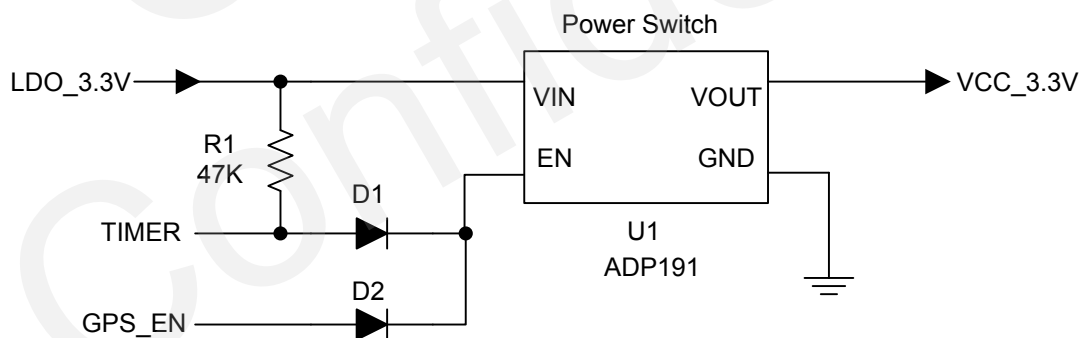 Power Switch
LDO_3.3V
VIN
VOUT
VCC_3.3V
R1
47K
EN
GND
D1
TIMER
U1
ADP191
D2
GPS_EN